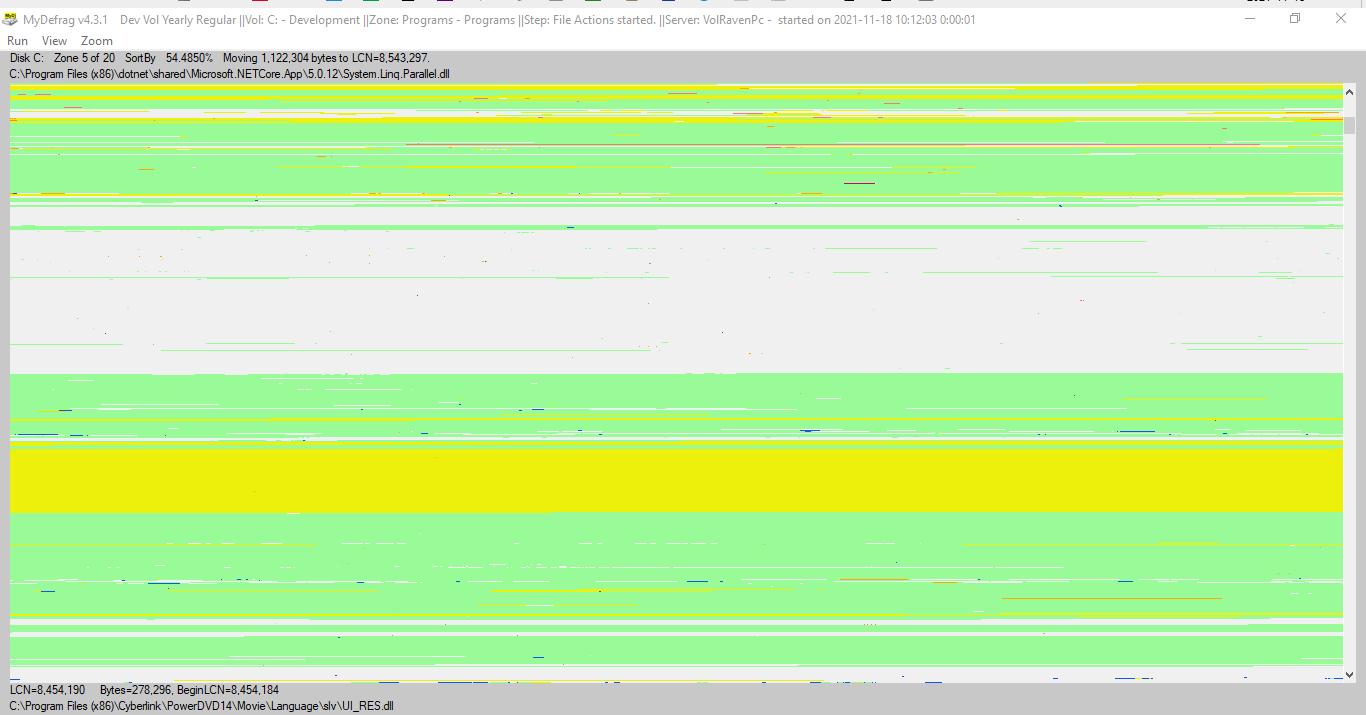 MyDefrag v4.3.1 Dev Vol Yearly Regular ||Vol: C: - Development ||Zone: Programs - Programs ||Step: File Actions started. ||Server: VolRavenPc - started on 2021-11-18 10:12:03 0:00:01
Run View Zoom
Disk C: Zone 5 of 20 SortBy 54.4850% Moving 1,122,304 bytes to LCN=8,543,297.
C:\Program Files (x86)\dotnet\shared\Microsoft.NETCore.App\5.0.12\System.Linq.Parallel.dll
LCN=8,454,190 Bytes=278,296, BeginLCN=8,454,184
C:\Program Files (x86)\Cyberlink\PowerDVD14\Movie\Language\slv\UI_RES.dll